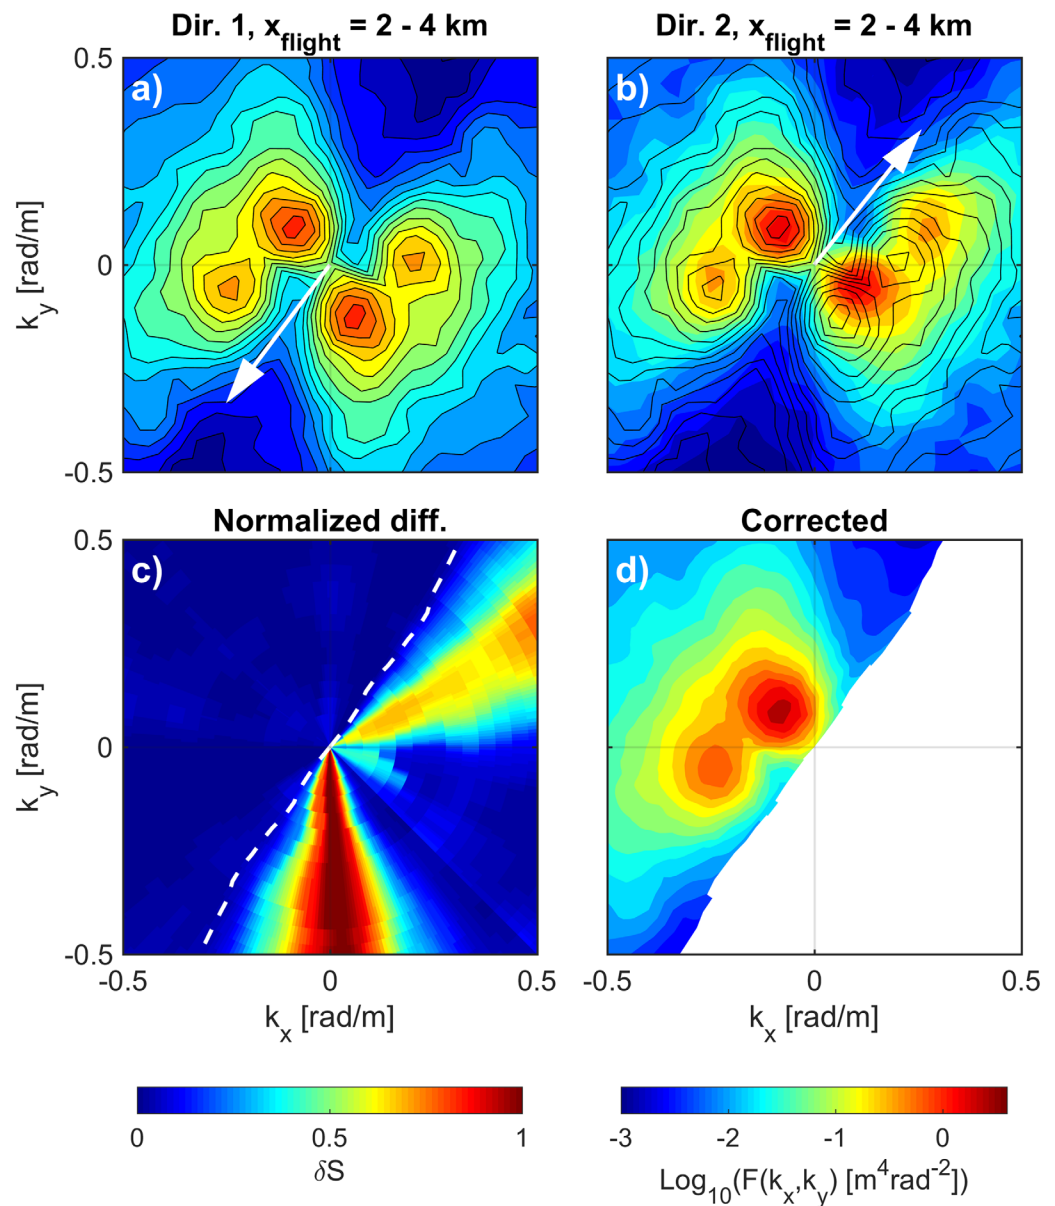 Dir. 1, x_flight = 2 - 4 km
Dir. 2, x_flight = 2 - 4 km
a)
b)
0.5
0
-0.5
k_y [rad/m]
Normalized diff.
Corrected
c)
d)
0.5
0
-0.5
k_y [rad/m]
-0.5 0 0.5
-0.5 0 0.5
k_x [rad/m]
k_x [rad/m]
0 0.5 1
-3 -2 -1 0
δS
Log₁₀(F(k_x,k_y) [m⁴rad⁻²])